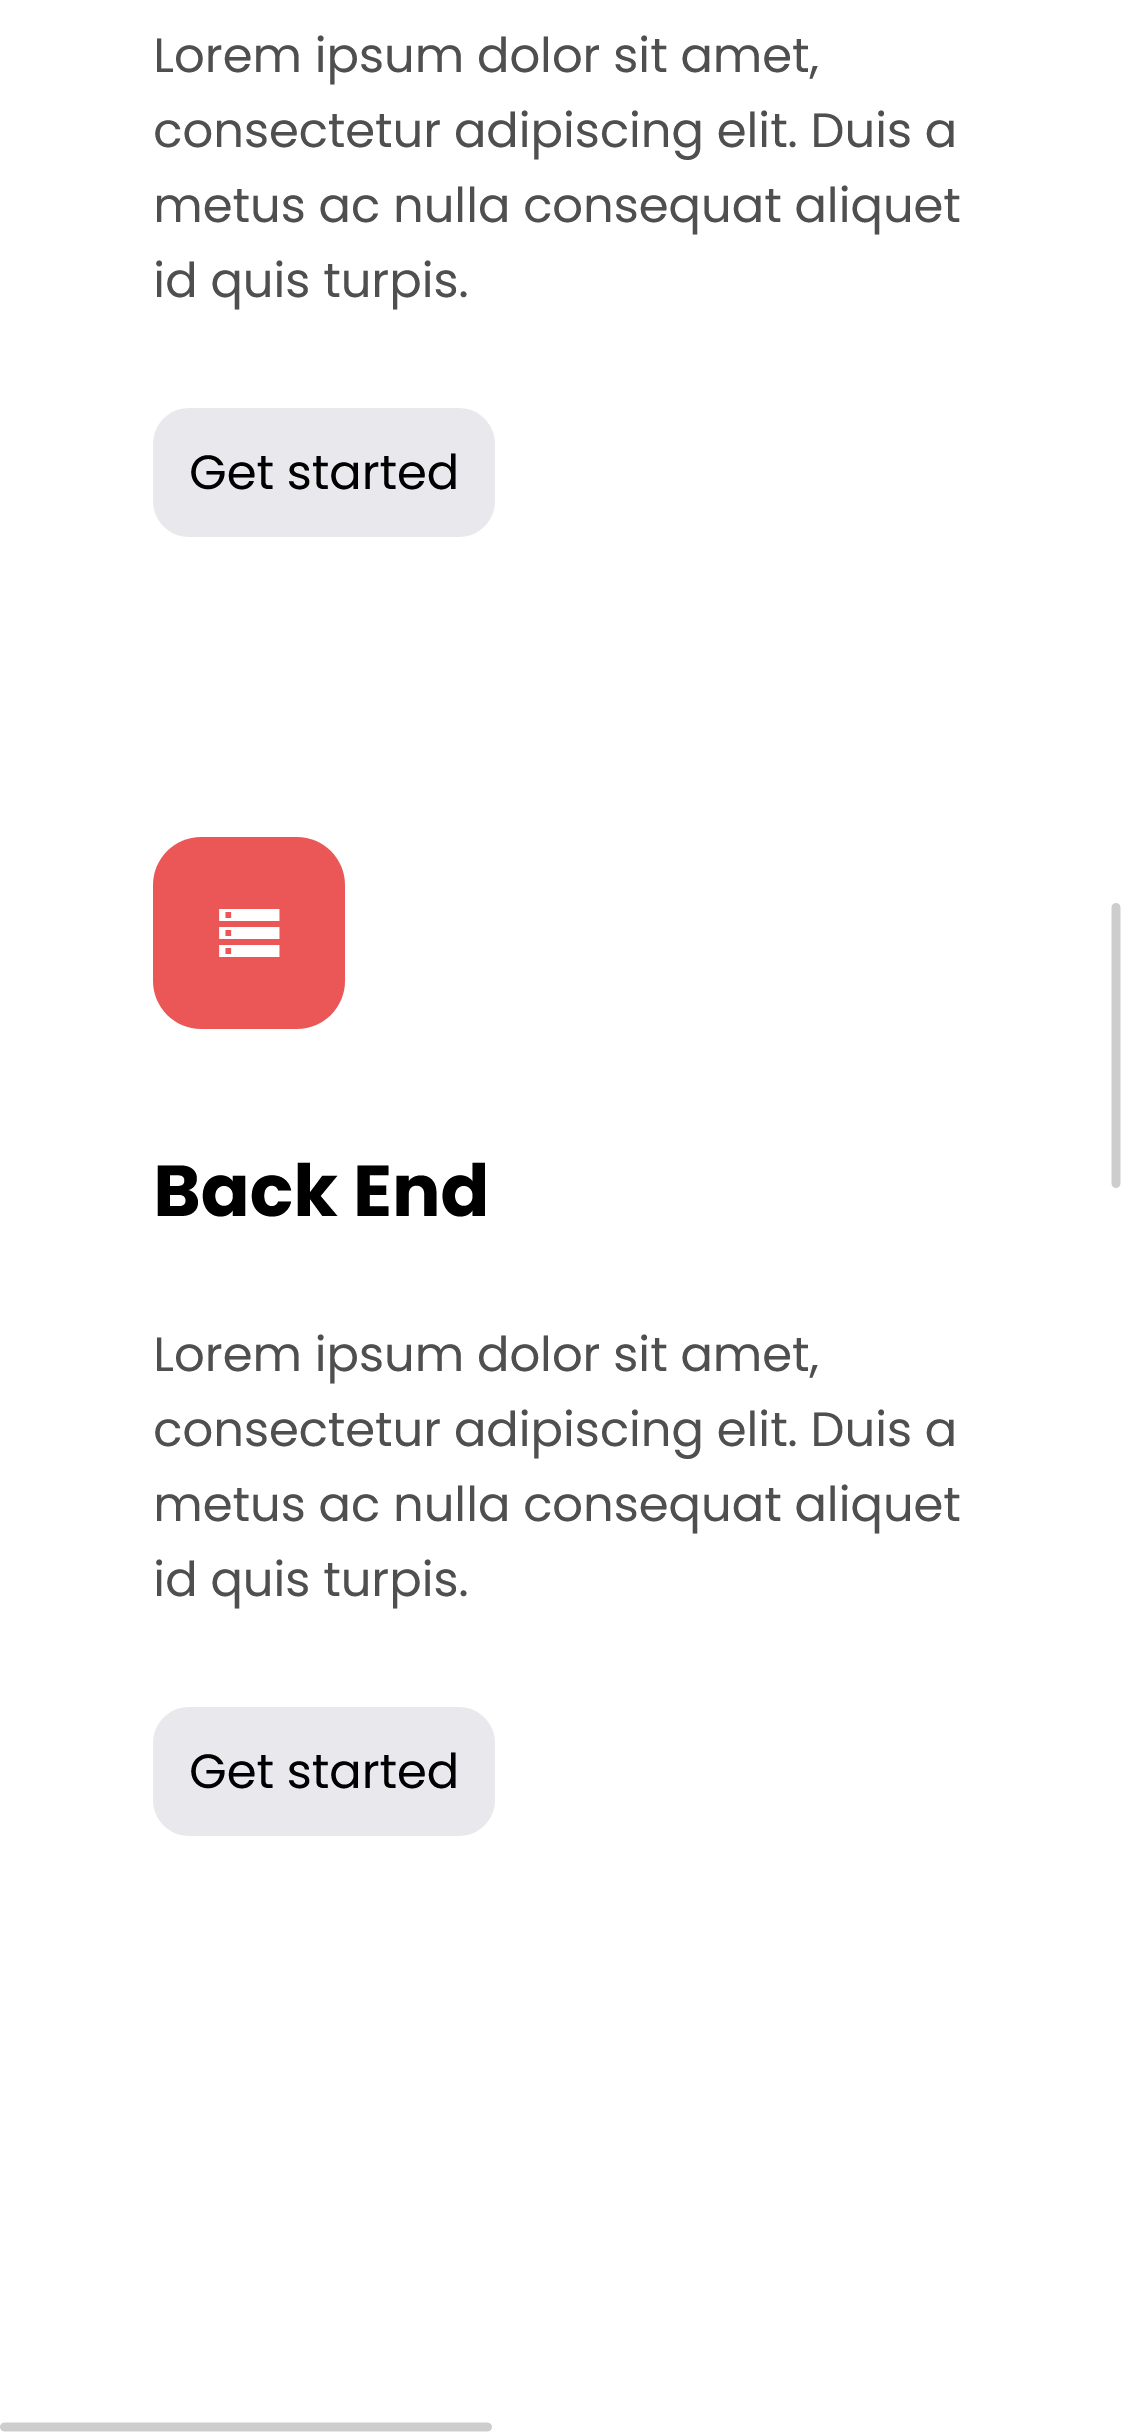 Lorem ipsum dolor sit amet,
consectetur adipiscing elit. Duis a
metus ac nulla consequat aliquet
id quis turpis.
Get started
Back End
Lorem ipsum dolor sit amet,
consectetur adipiscing elit. Duis a
metus ac nulla consequat aliquet
id quis turpis.
Get started